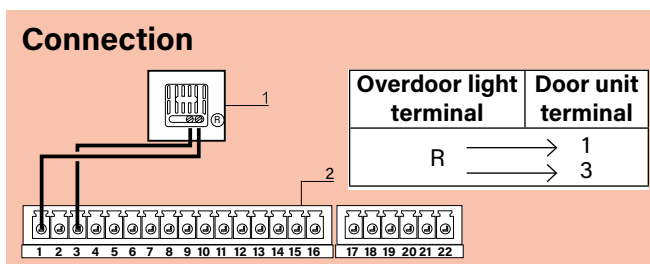 Connection
1
R
2
Overdoor light terminal Door unit terminal
R 1
3
1 2 3 4 5 6 7 8 9 10 11 12 13 14 15 16 17 18 19 20 21 22